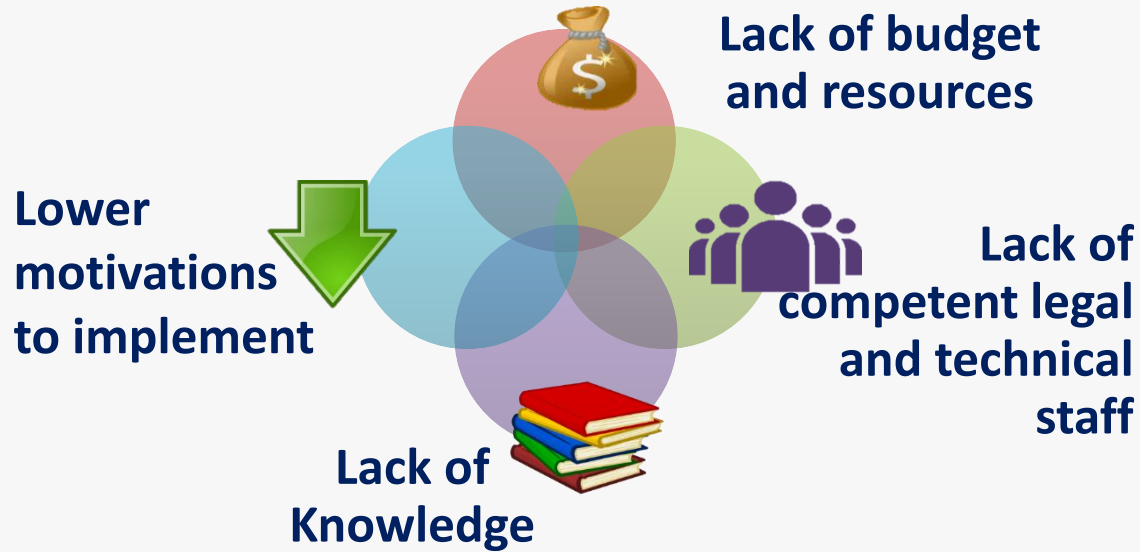 Lack of budget
and resources
Lower
motivations
to implement
Lack of
competent legal
and technical
staff
Lack of
Knowledge
$